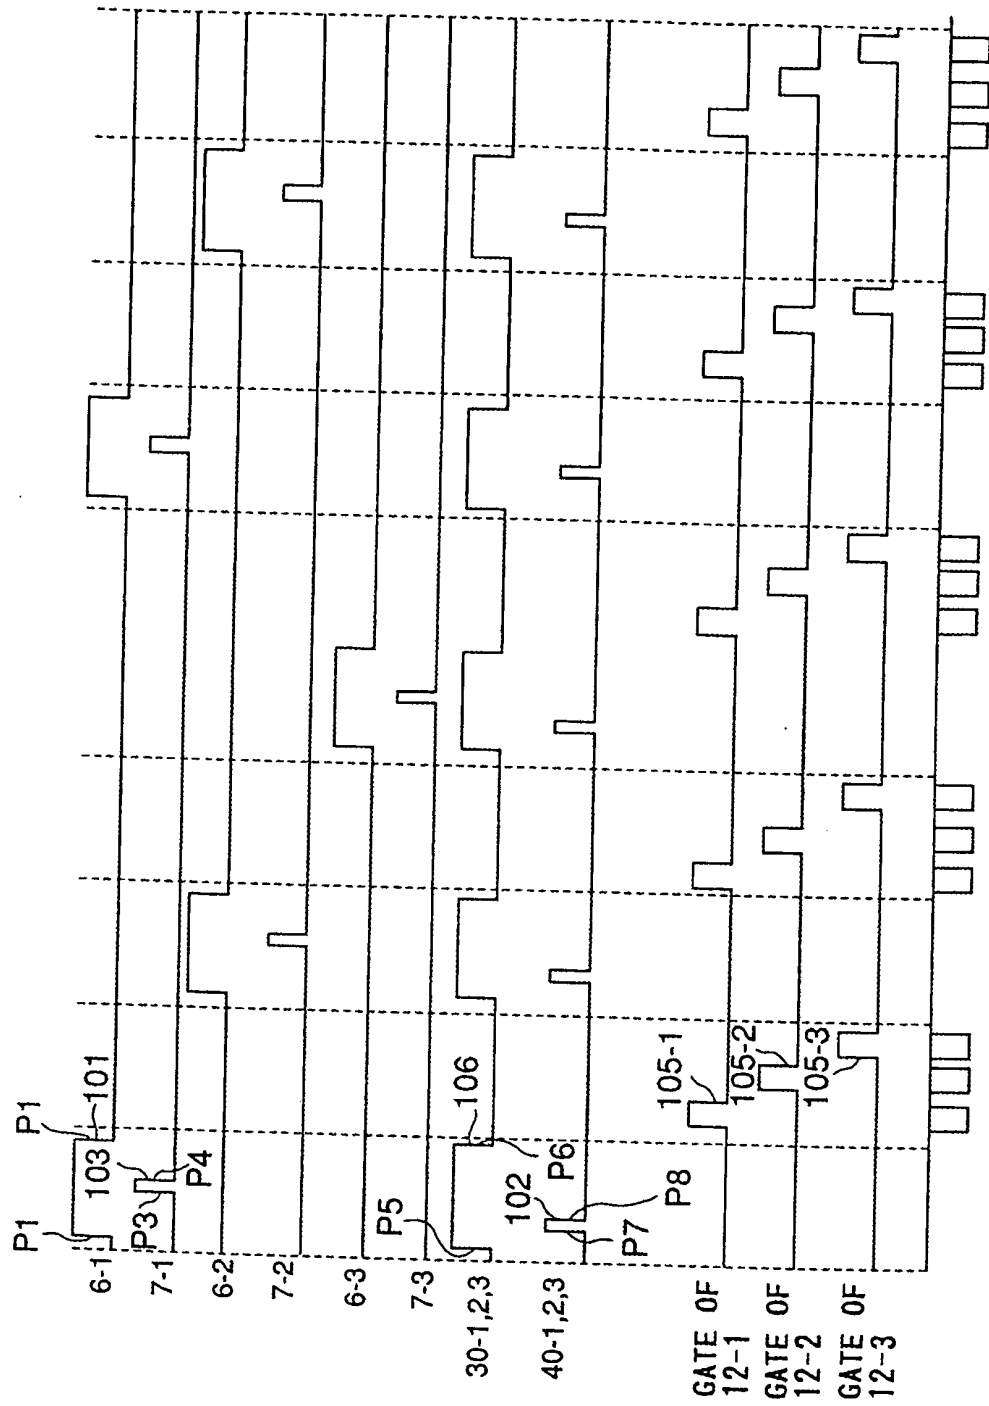 6-1
P1
P1
101
7-1
P3
103
P4
6-2
7-2
6-3
7-3
30-1,2,3
P5
106
P6
40-1,2,3
102
P7
P8
GATE OF
12-1
105-1
GATE OF
12-2
105-2
GATE OF
12-3
105-3